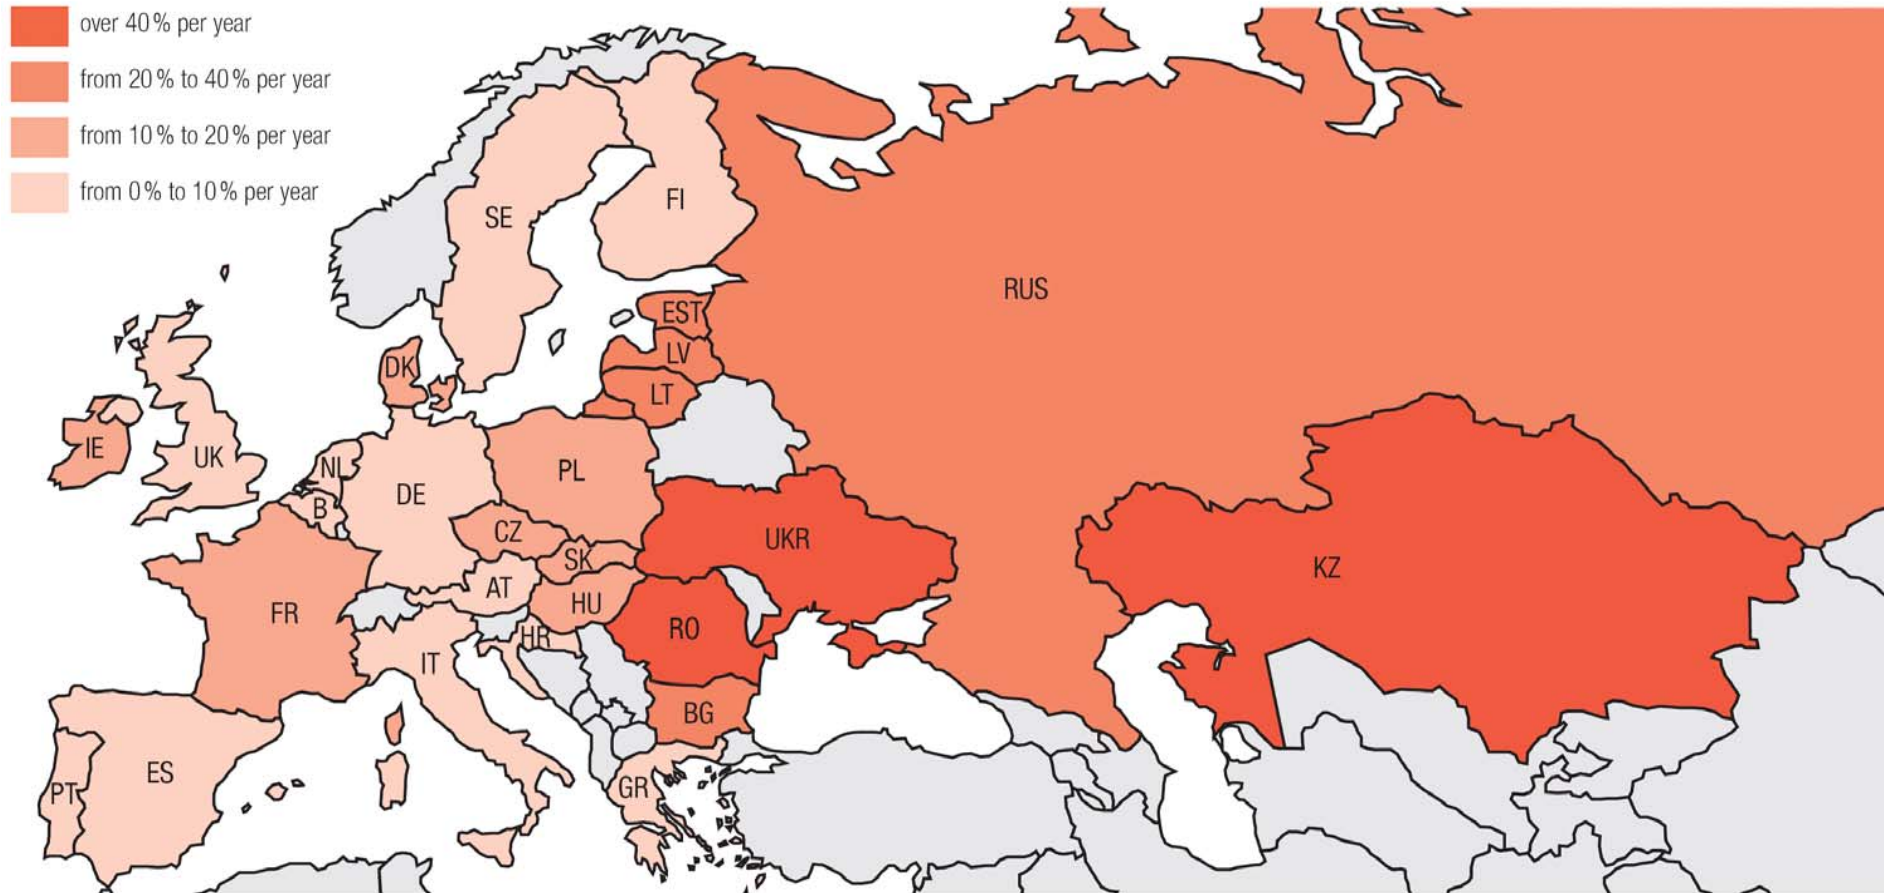 over 40% per year
from 20% to 40% per year
from 10% to 20% per year
from 0% to 10% per year
FI
SE
RUS
EST
LV
DK
LT
IE
UK
NL
PL
DE
B
CZ
UKR
SK
KZ
AT
HU
FR
RO
HR
IT
BG
ES
GR
PT